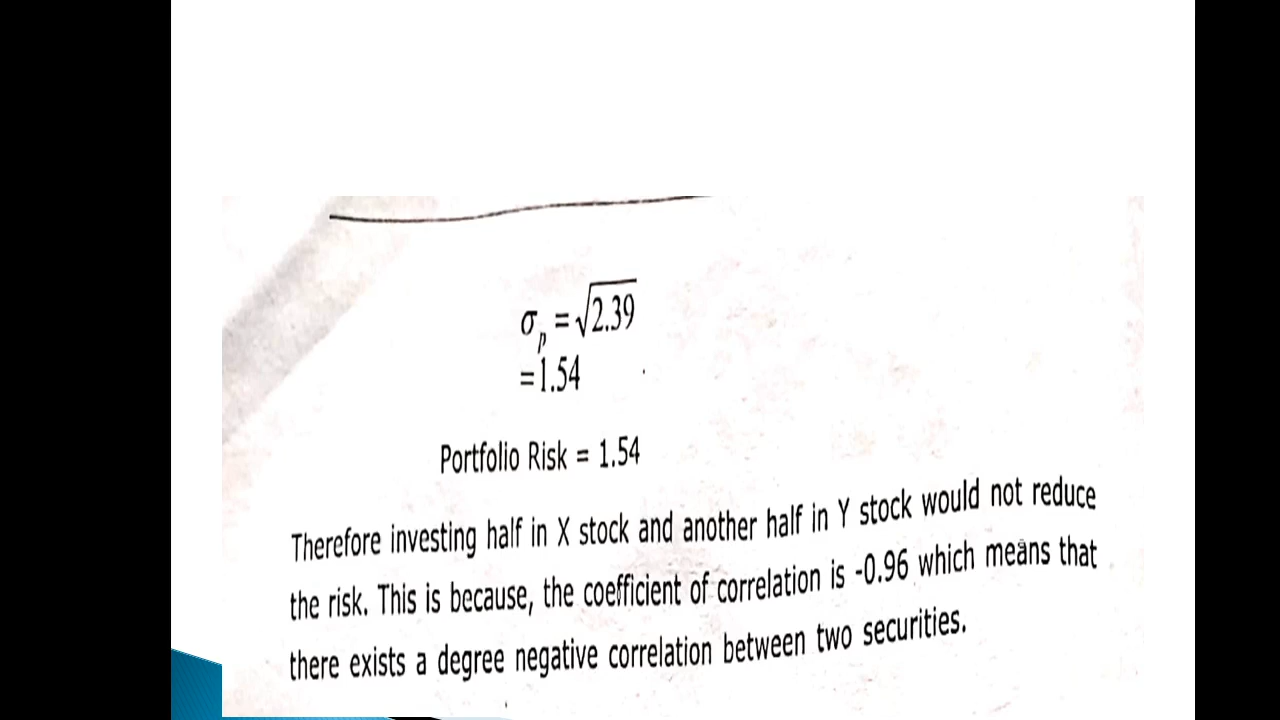 σp = √2.39
=1.54
Portfolio Risk = 1.54
Therefore investing half in X stock and another half in Y stock would not reduce
the risk. This is because, the coefficient of correlation is -0.96 which means that
there exists a degree negative correlation between two securities.